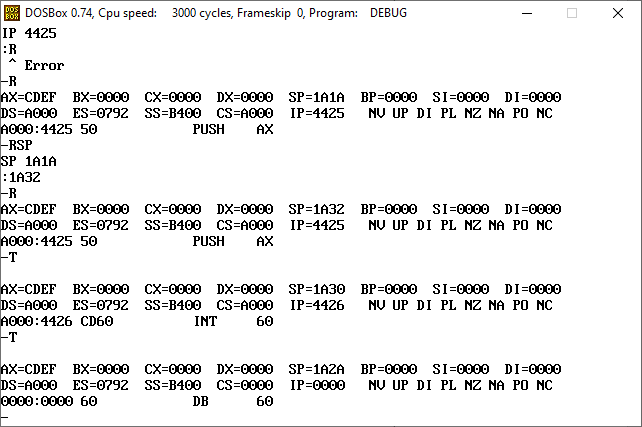 DOSBox 0.74, Cpu speed: 3000 cycles, Frameskip 0, Program: DEBUG
IP 4425
:R
^ Error
-R
AX=CDEF BX=0000 CX=0000 DX=0000 SP=1A1A BP=0000 SI=0000 DI=0000
DS=A000 ES=0792 SS=B400 CS=A000 IP=4425 NV UP DI PL NZ NA PO NC
A000:4425 50 PUSH AX
-RSP
SP 1A1A
:1A32
-R
AX=CDEF BX=0000 CX=0000 DX=0000 SP=1A32 BP=0000 SI=0000 DI=0000
DS=A000 ES=0792 SS=B400 CS=A000 IP=4425 NV UP DI PL NZ NA PO NC
A000:4425 50 PUSH AX
-T
AX=CDEF BX=0000 CX=0000 DX=0000 SP=1A30 BP=0000 SI=0000 DI=0000
DS=A000 ES=0792 SS=B400 CS=A000 IP=4426 NV UP DI PL NZ NA PO NC
A000:4426 CD60 INT 60
-T
AX=CDEF BX=0000 CX=0000 DX=0000 SP=1A2A BP=0000 SI=0000 DI=0000
DS=A000 ES=0792 SS=B400 CS=0000 IP=0000 NV UP DI PL NZ NA PO NC
0000:0000 60 DB 60
-